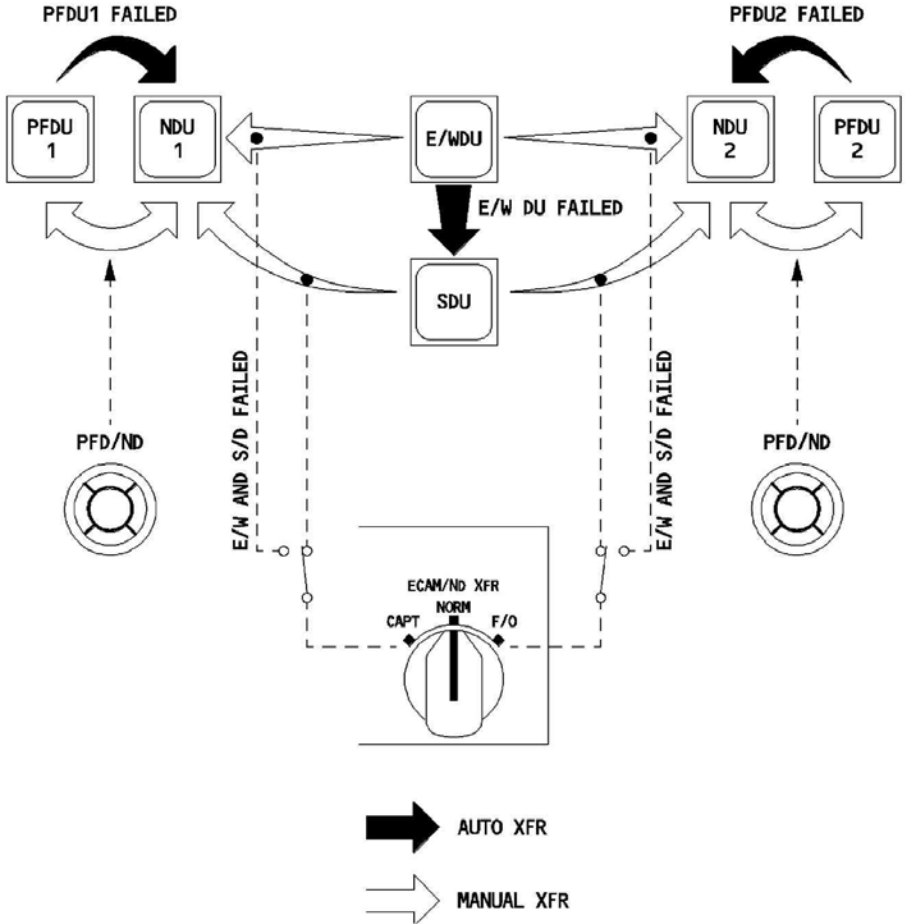 PFDU1 FAILED
PFDU2 FAILED
PFDU
1
NDU
1
E/WDU
NDU
2
PFDU
2
E/W DU FAILED
SDU
E/W AND S/D FAILED
E/W AND S/D FAILED
PFD/ND
PFD/ND
ECAM/ND XFR
NORM
CAPT
F/O
AUTO XFR
MANUAL XFR